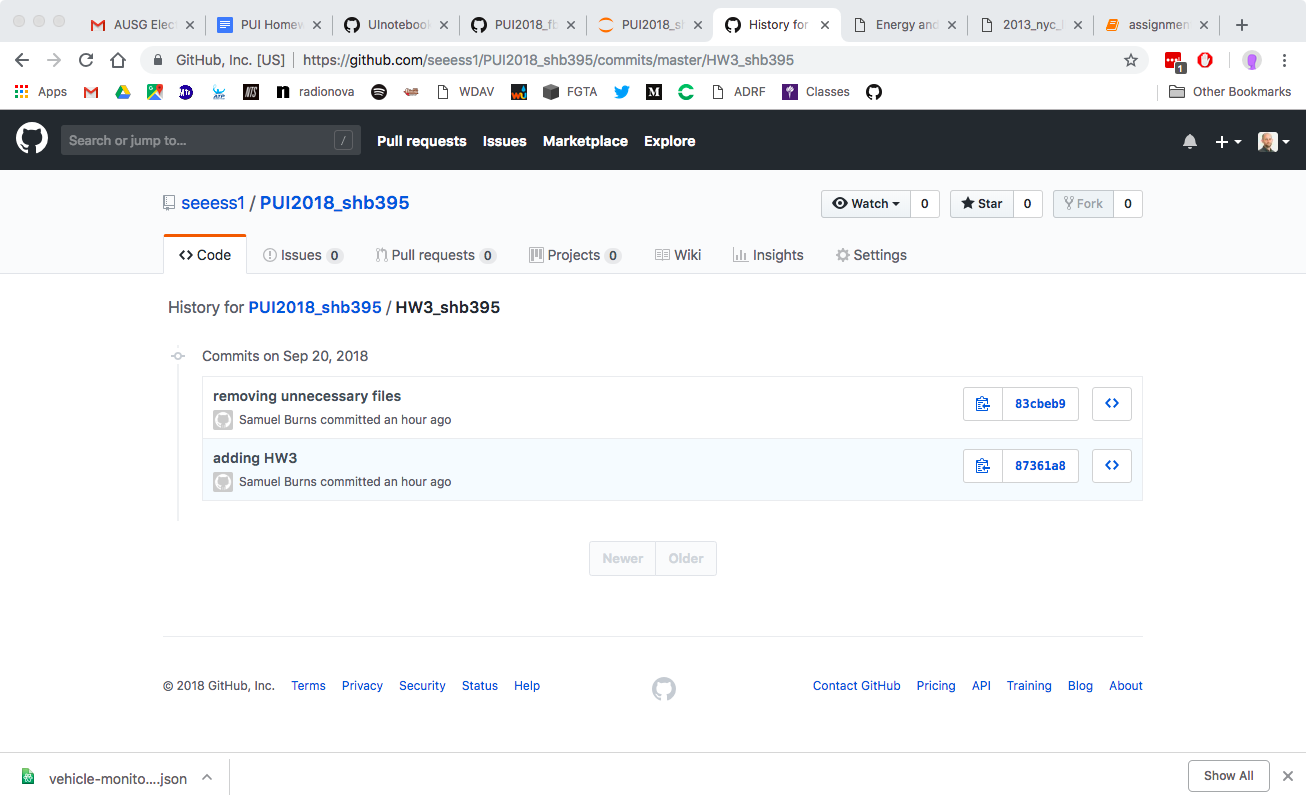 AUSG Elec
PUI Homew
UInotebook
PUI2018_fb
PUI2018_sh
History for
Energy and
2013_nyc_
assignmen
GitHub, Inc. [US]
https://github.com/seeess1/PUI2018_shb395/commits/master/HW3_shb395
1
Apps
radionova
WDAV
FGTA
ADRF
Classes
Other Bookmarks
Search or jump to...
/
Pull requests
Issues
Marketplace
Explore
seeess1 / PUI2018_shb395
Watch
0
Star
0
Fork
0
Code
Issues 0
Pull requests 0
Projects 0
Wiki
Insights
Settings
History for PUI2018_shb395 / HW3_shb395
Commits on Sep 20, 2018
removing unnecessary files
Samuel Burns committed an hour ago
83cbeb9
adding HW3
Samuel Burns committed an hour ago
87361a8
Newer
Older
© 2018 GitHub, Inc.
Terms
Privacy
Security
Status
Help
Contact GitHub
Pricing
API
Training
Blog
About
vehicle-monito....json
Show All